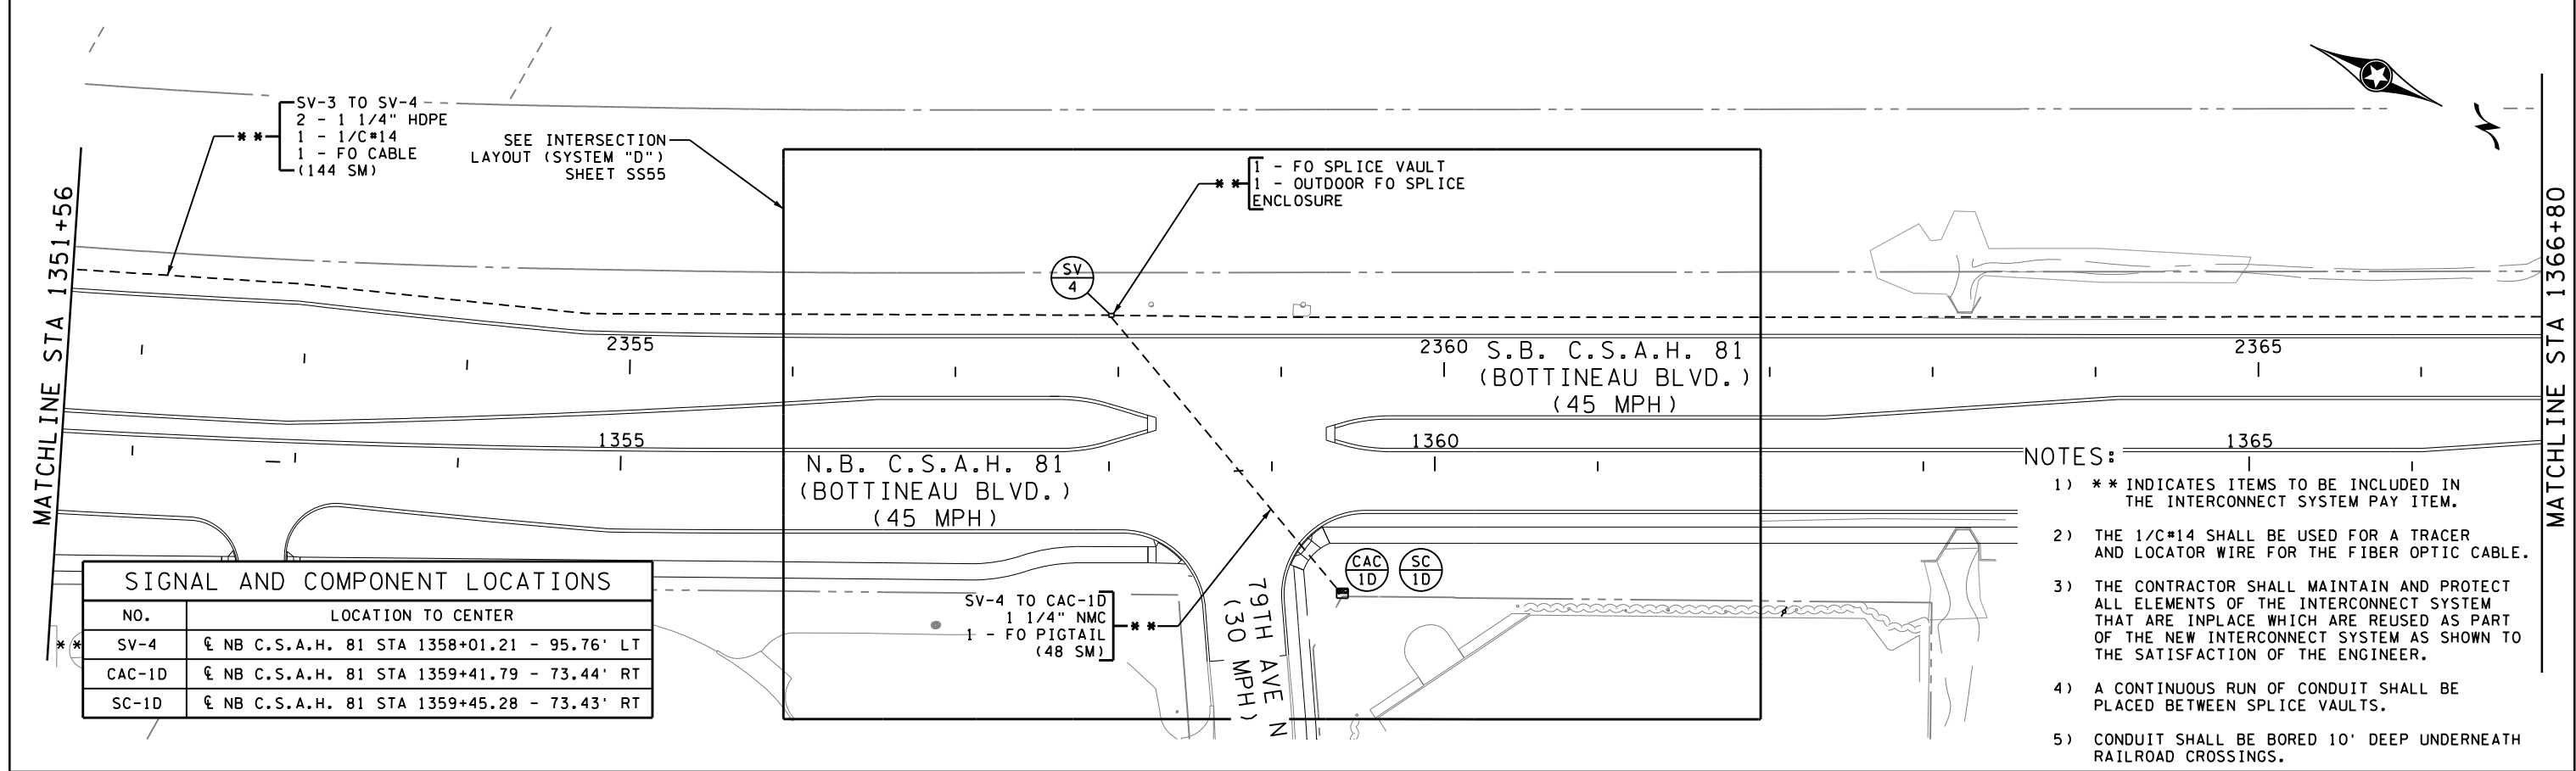 MATCHLINE STA 1351+56
SV-3 TO SV-4
2 - 1 1/4" HDPE
1 - 1/C#14
1 - FO CABLE
(144 SM)
**
SEE INTERSECTION
LAYOUT (SYSTEM "D")
SHEET SS55
SV
4
**
1 - FO SPLICE VAULT
1 - OUTDOOR FO SPLICE
ENCLOSURE
2355
2360
2365
S.B. C.S.A.H. 81
(BOTTINEAU BLVD.)
(45 MPH)
1355
1360
1365
N.B. C.S.A.H. 81
(BOTTINEAU BLVD.)
(45 MPH)
CAC
1D
SC
1D
SV-4 TO CAC-1D
1 1/4" NMC
1 - FO PIGTAIL
(48 SM)
**
79TH AVE N
(30 MPH)
SIGNAL AND COMPONENT LOCATIONS
NO. LOCATION TO CENTER
** SV-4 ℄ NB C.S.A.H. 81 STA 1358+01.21 - 95.76' LT
CAC-1D ℄ NB C.S.A.H. 81 STA 1359+41.79 - 73.44' RT
SC-1D ℄ NB C.S.A.H. 81 STA 1359+45.28 - 73.43' RT
NOTES:
1) ** INDICATES ITEMS TO BE INCLUDED IN
THE INTERCONNECT SYSTEM PAY ITEM.
2) THE 1/C#14 SHALL BE USED FOR A TRACER
AND LOCATOR WIRE FOR THE FIBER OPTIC CABLE.
3) THE CONTRACTOR SHALL MAINTAIN AND PROTECT
ALL ELEMENTS OF THE INTERCONNECT SYSTEM
THAT ARE INPLACE WHICH ARE REUSED AS PART
OF THE NEW INTERCONNECT SYSTEM AS SHOWN TO
THE SATISFACTION OF THE ENGINEER.
4) A CONTINUOUS RUN OF CONDUIT SHALL BE
PLACED BETWEEN SPLICE VAULTS.
5) CONDUIT SHALL BE BORED 10' DEEP UNDERNEATH
RAILROAD CROSSINGS.
MATCHLINE STA 1366+80